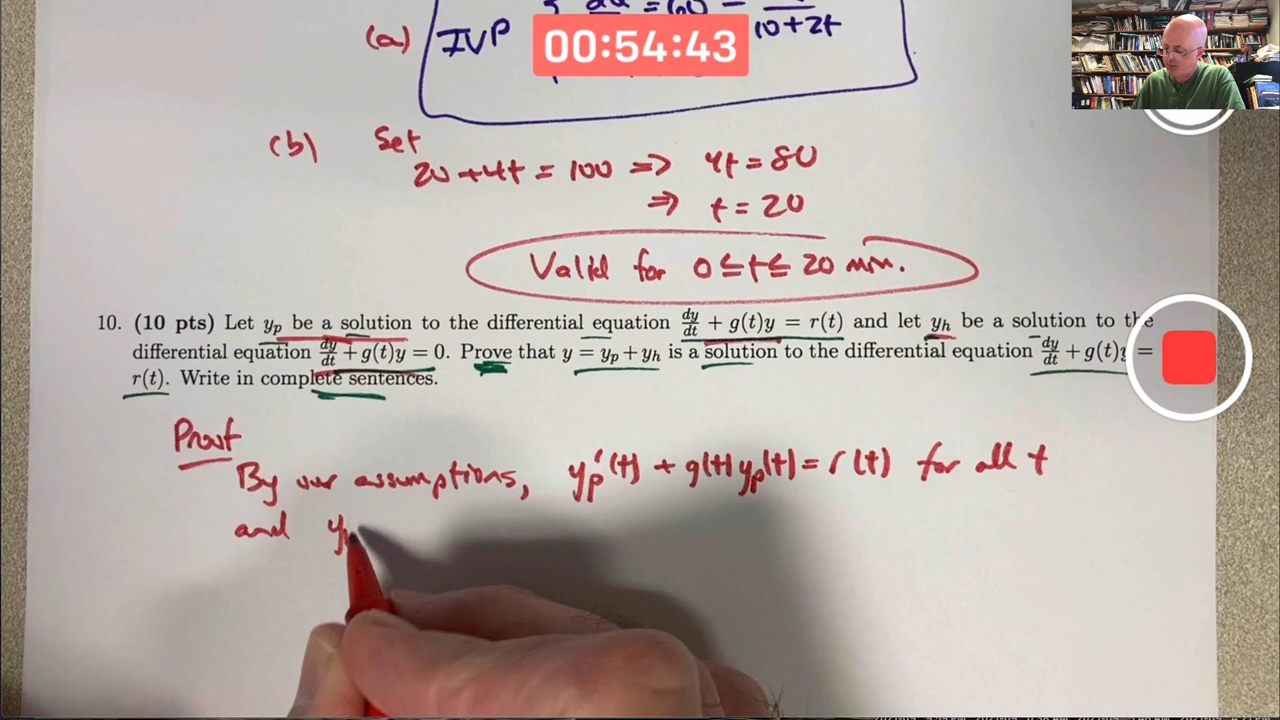 = 60 -
(a) IVP 10+2t
00:54:43
(b) Set
20+4t = 100 => 4t = 80
=> t = 20
Valid for 0≤t≤ 20 min.
10. (10 pts) Let yₚ be a solution to the differential equation dy/dt + g(t)y = r(t) and let yₕ be a solution to the
differential equation dy/dt + g(t)y = 0. Prove that y = yₚ + yₕ is a solution to the differential equation dy/dt + g(t)y =
r(t). Write in complete sentences.
Proof
By our assumptions, yₚ'(t) + g(t)yₚ(t) = r(t) for all t
and y